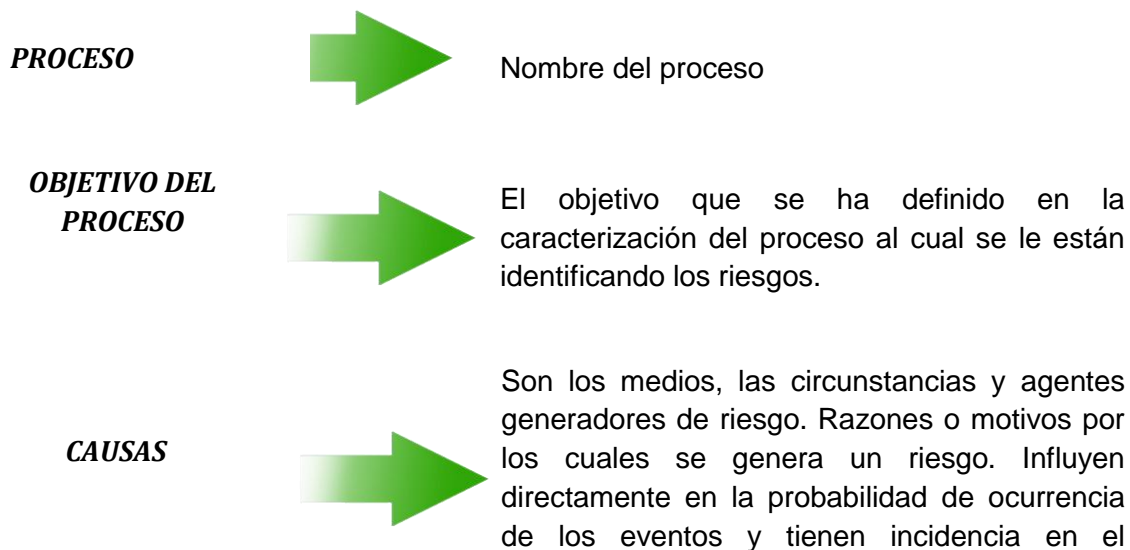 PROCESO
Nombre del proceso
OBJETIVO DEL
PROCESO
El objetivo que se ha definido en la
caracterización del proceso al cual se le están
identificando los riesgos.
CAUSAS
Son los medios, las circunstancias y agentes
generadores de riesgo. Razones o motivos por
los cuales se genera un riesgo. Influyen
directamente en la probabilidad de ocurrencia
de los eventos y tienen incidencia en el